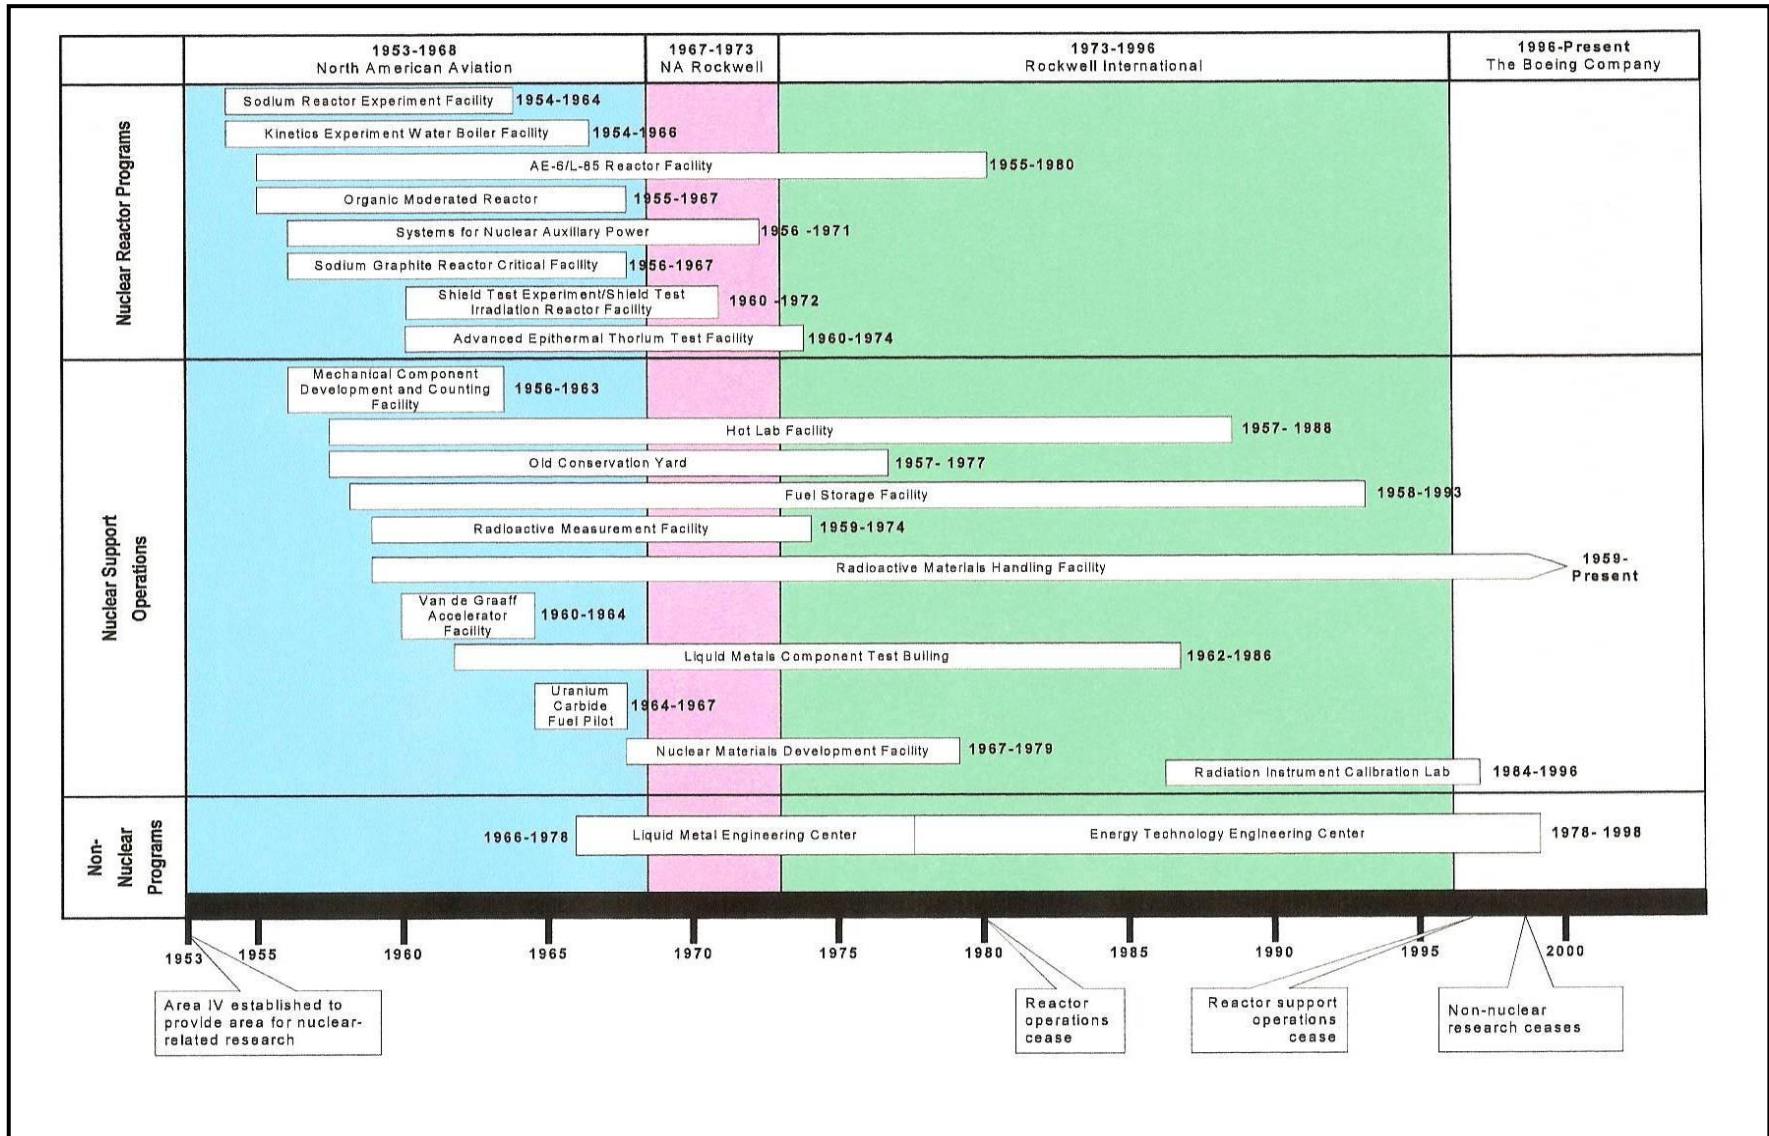 1953-1968
North American Aviation
1967-1973
NA Rockwell
1973-1996
Rockwell International
1996-Present
The Boeing Company
Nuclear Reactor Programs
Sodium Reactor Experiment Facility
1954-1964
Kinetics Experiment Water Boiler Facility
1954-1966
AE-6/L-85 Reactor Facility
1955-1980
Organic Moderated Reactor
1955-1967
Systems for Nuclear Auxiliary Power
1956 -1971
Sodium Graphite Reactor Critical Facility
1956-1967
Shield Test Experiment/Shield Test
Irradiation Reactor Facility
1960 -1972
Advanced Epithermal Thorium Test Facility
1960-1974
Nuclear Support
Operations
Mechanical Component
Development and Counting
Facility
1956-1963
Hot Lab Facility
1957- 1988
Old Conservation Yard
1957- 1977
Fuel Storage Facility
1958-1993
Radioactive Measurement Facility
1959-1974
Radioactive Materials Handling Facility
1959-
Present
Van de Graaff
Accelerator
Facility
1960-1964
Liquid Metals Component Test Builing
1962-1986
Uranium
Carbide
Fuel Pilot
1964-1967
Nuclear Materials Development Facility
1967-1979
Radiation Instrument Calibration Lab
1984-1996
Non-
Nuclear
Programs
1966-1978
Liquid Metal Engineering Center
Energy Technology Engineering Center
1978- 1998
1953
1955
1960
1965
1970
1975
1980
1985
1990
1995
2000
Area IV established to
provide area for nuclear-
related research
Reactor
operations
cease
Reactor support
operations
cease
Non-nuclear
research ceases